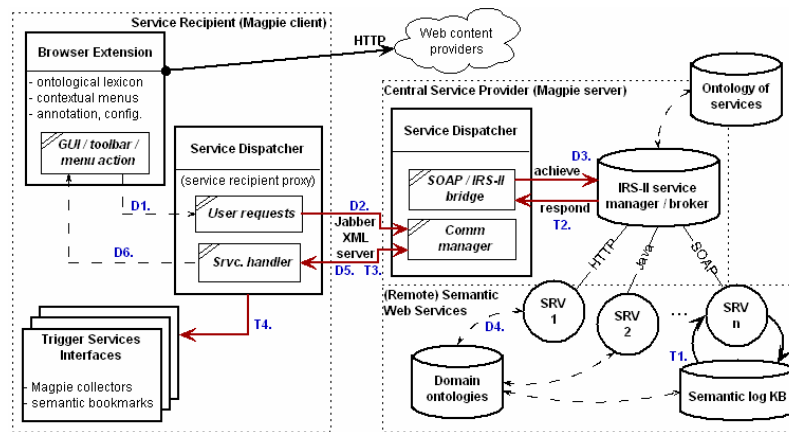 Service Recipient (Magpie client)
Browser Extension
- ontological lexicon
- contextual menus
- annotation, config.
GUI / toolbar /
menu action
HTTP
Web content
providers
Central Service Provider (Magpie server)
Ontology of
services
Service Dispatcher
(service recipient proxy)
User requests
Srvc. handler
D1.
D6.
D2.
Jabber
XML
server
D5. T3.
Service Dispatcher
SOAP / IRS-II
bridge
Comm
manager
D3.
achieve
respond
T2.
IRS-II service
manager / broker
HTTP
Java
SOAP
T4.
Trigger Services
Interfaces
- Magpie collectors
- semantic bookmarks
(Remote) Semantic
Web Services
D4.
SRV
1
SRV
2
...
SRV
n
T1.
Domain
ontologies
Semantic log KB